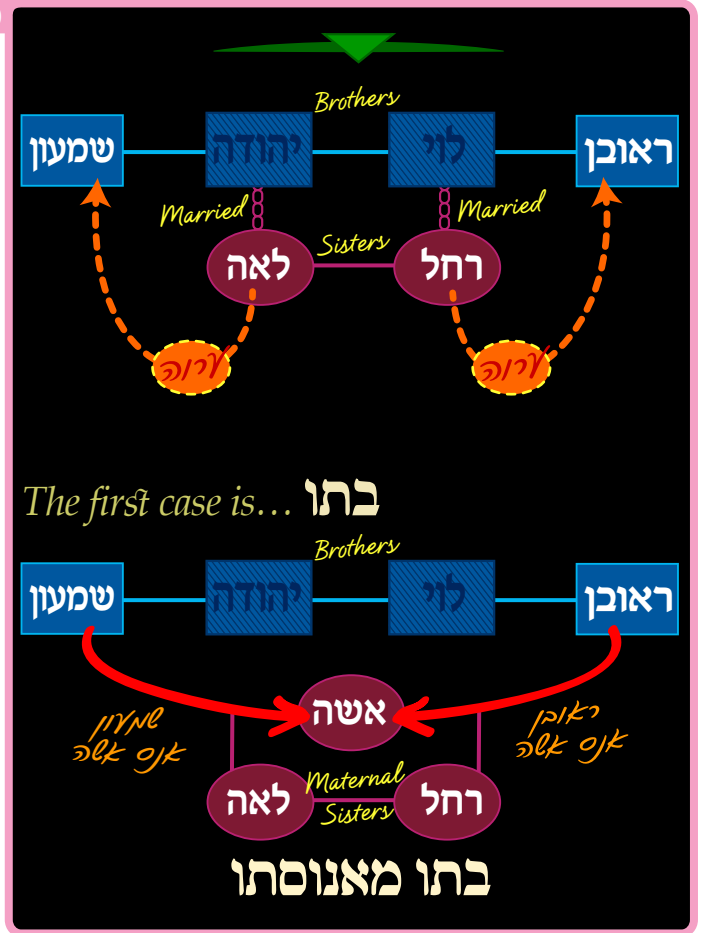 Brothers
ראובן לוי יהודה שמעון
Married Married
רחל Sisters לאה
ערוה ערוה
The first case is... בתו
Brothers
ראובן לוי יהודה שמעון
אשה
ראובן אנס אשה
שמעון אנס אשה
רחל Maternal Sisters לאה
בתו מאנוסתו